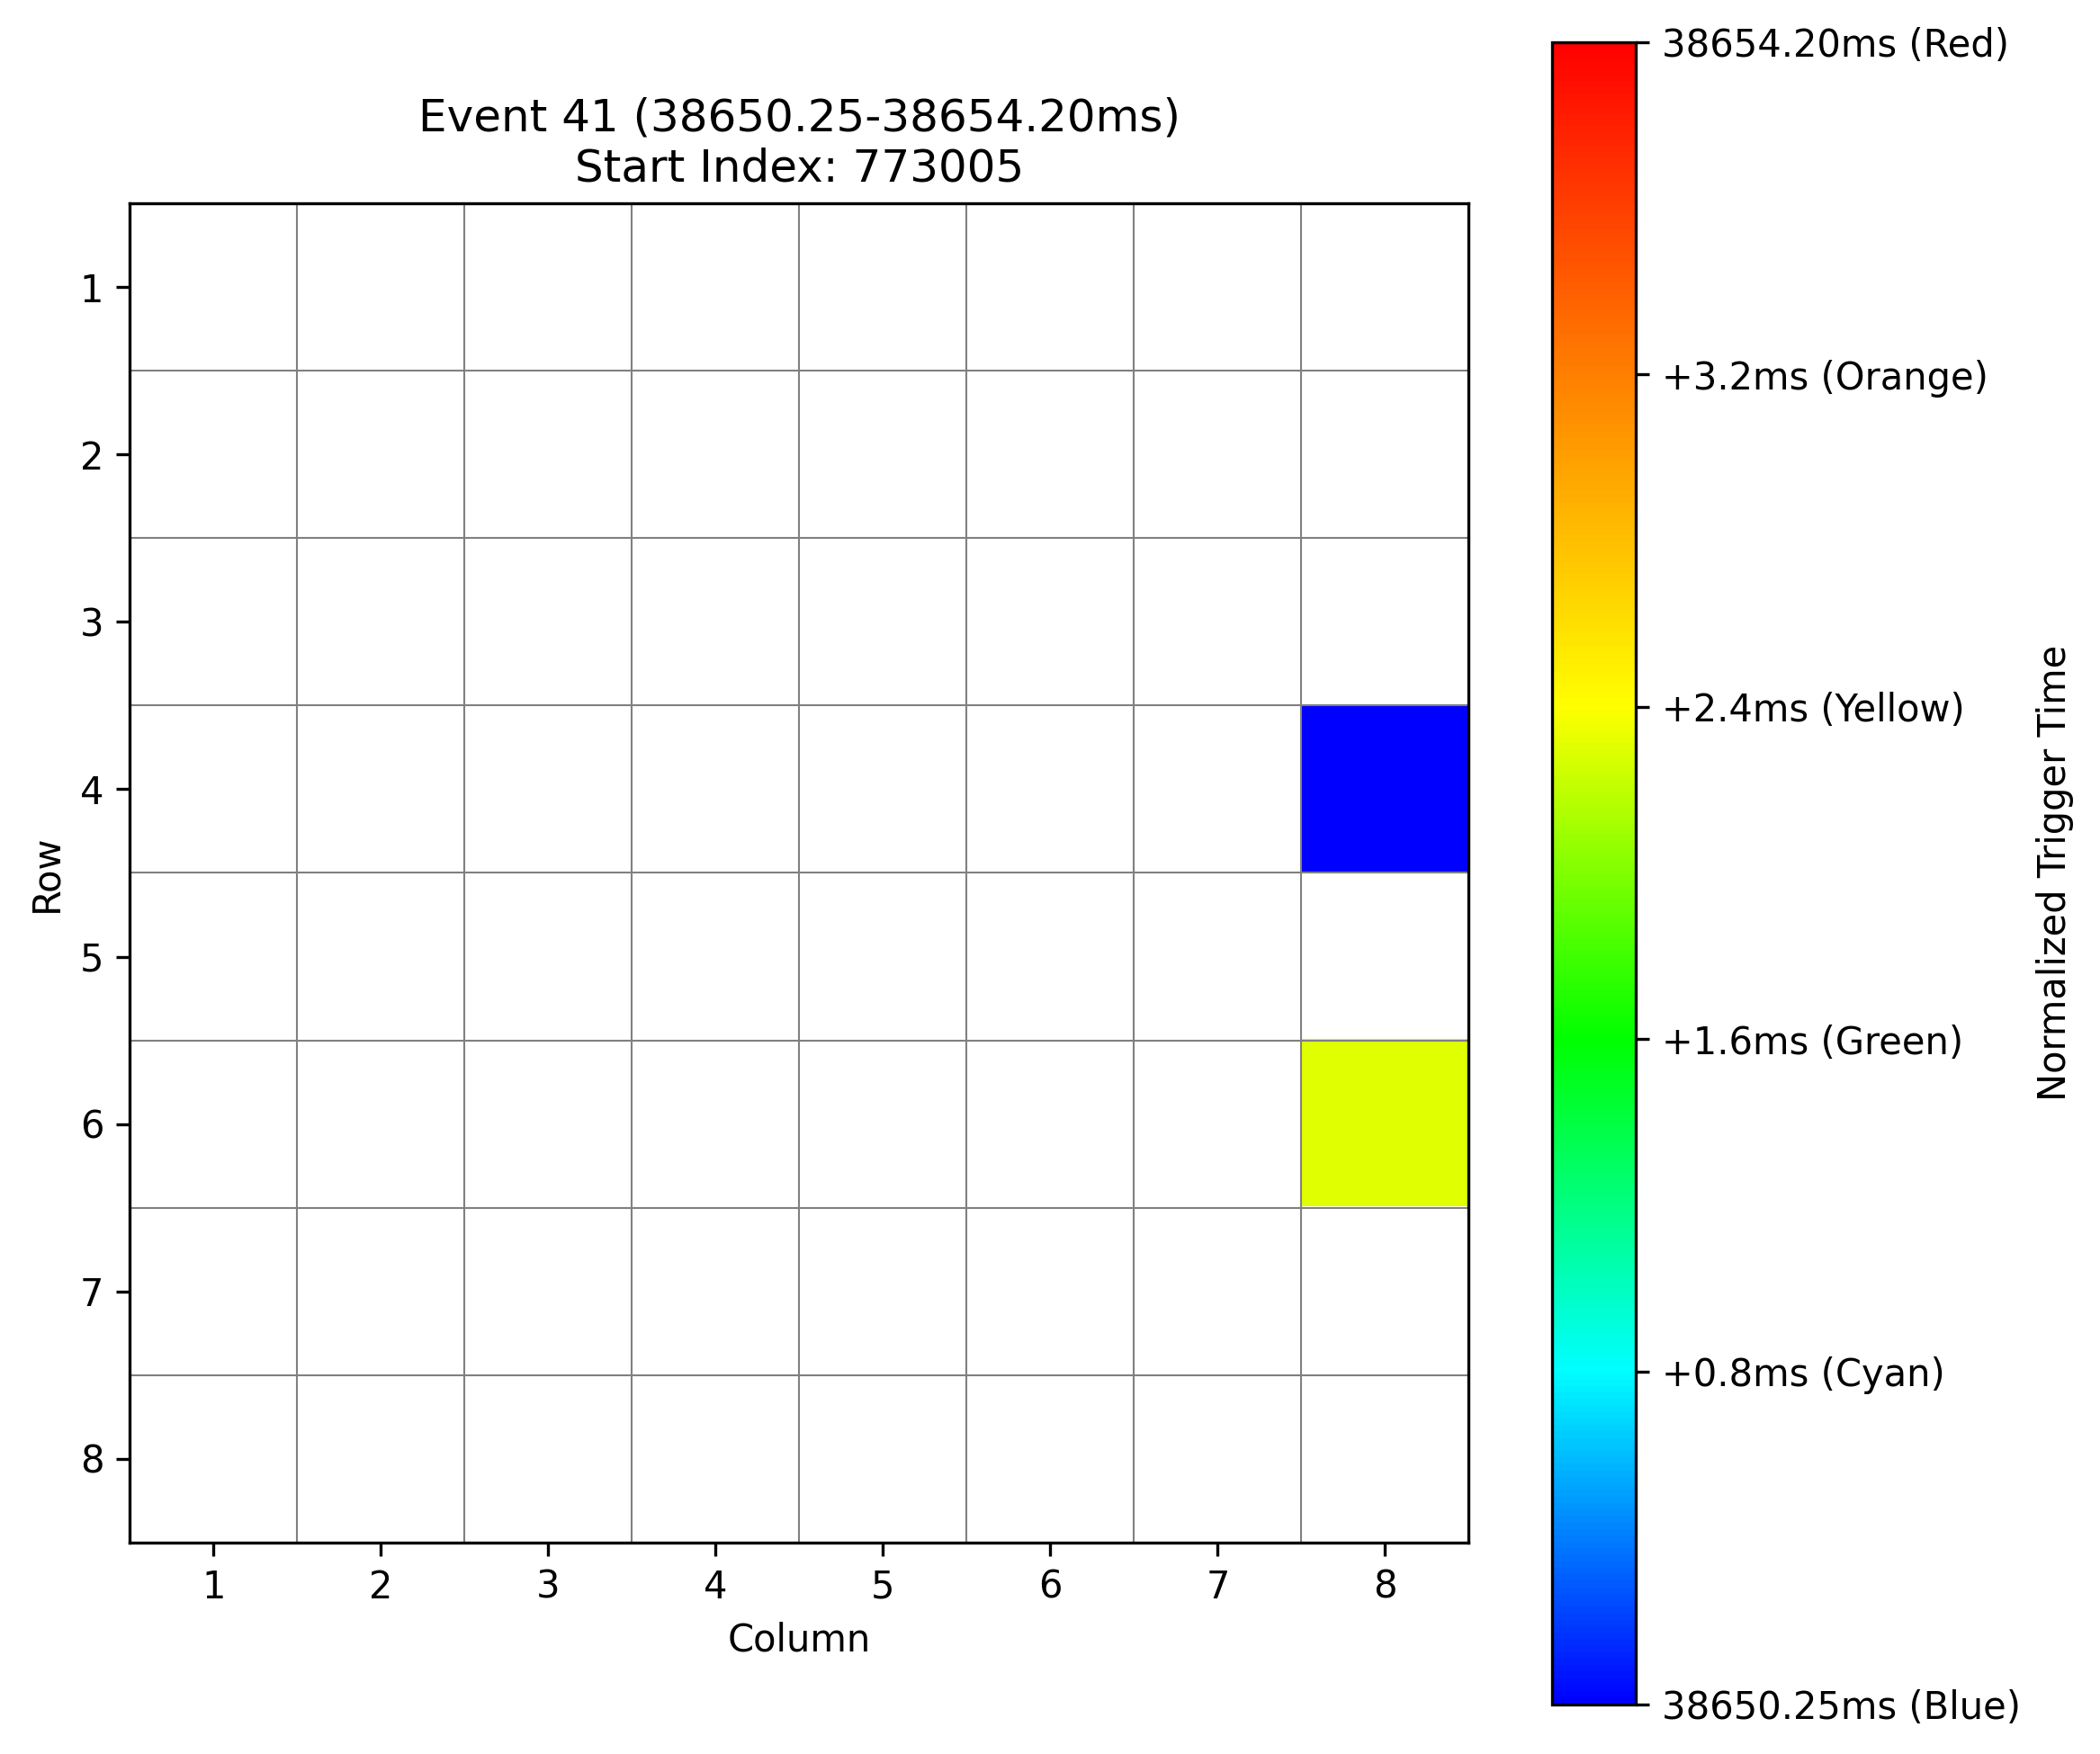 Event 41 (38650.25-38654.20ms)
Start Index: 773005
1
2
3
4
5
6
7
8
Row
1 2 3 4 5 6 7 8
Column
38654.20ms (Red)
+3.2ms (Orange)
+2.4ms (Yellow)
+1.6ms (Green)
+0.8ms (Cyan)
38650.25ms (Blue)
Normalized Trigger Time